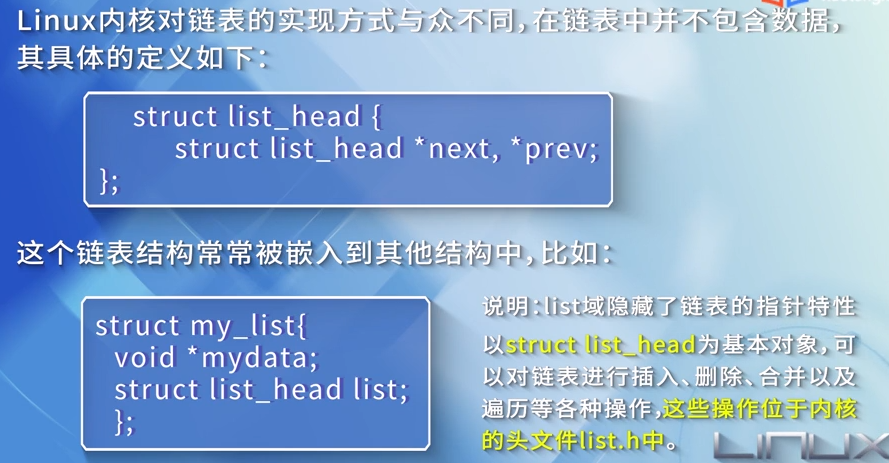 Linux内核对链表的实现方式与众不同,在链表中并不包含数据,
其具体的定义如下:
struct list_head {
struct list_head *next, *prev;
};
这个链表结构常常被嵌入到其他结构中,比如:
struct my_list{
void *mydata;
struct list_head list;
};
说明:list域隐藏了链表的指针特性
以struct list_head为基本对象,可
以对链表进行插入、删除、合并以及
遍历等各种操作,这些操作位于内核
的头文件list.h中。
LINUX